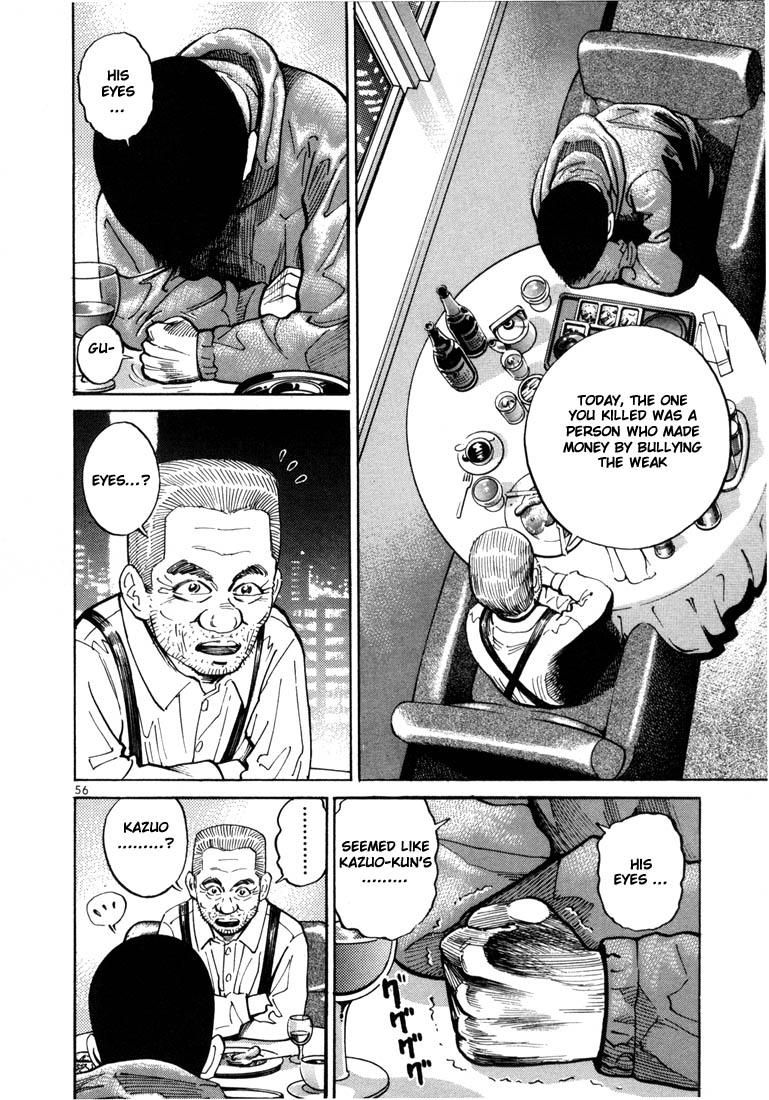 TODAY, THE ONE
YOU KILLED WAS A
PERSON WHO MADE
MONEY BY BULLYING
THE WEAK
HIS
EYES
...
GU-
EYES...?
56
HIS
EYES ...
SEEMED LIKE
KAZUO-KUN'S
.........
グググググ
.........
KAZUO
.........?